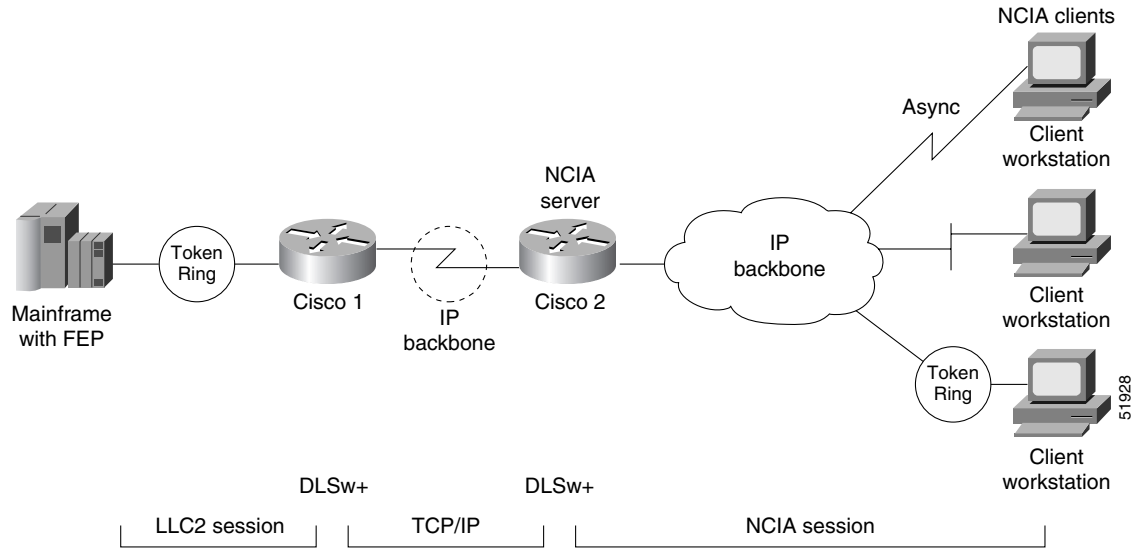 NCIA clients
Async
Client
workstation
NCIA
server
Token
Ring
IP
backbone
Mainframe
with FEP
Cisco 1
IP
backbone
Cisco 2
Client
workstation
Token
Ring
51928
Client
workstation
DLSw+
DLSw+
LLC2 session
TCP/IP
NCIA session